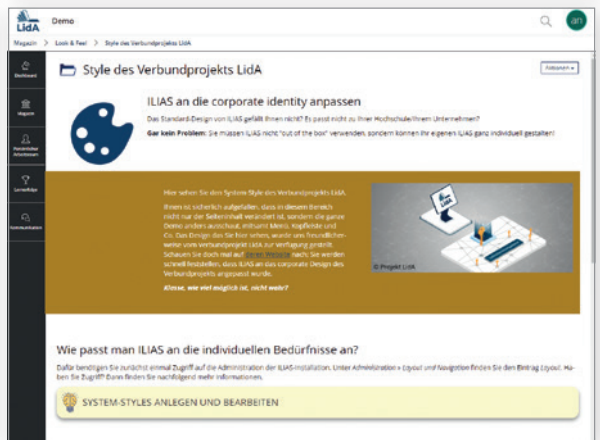 LidA
Demo
an
Magazin > Look & Feel > Style des Verbundprojekts LidA
Dashboard
Style des Verbundprojekts LidA
Aktionen
ILIAS an die corporate identity anpassen
Das Standard-Design von ILIAS gefällt Ihnen nicht? Es passt nicht zu Ihrer Hochschule/Ihrem Unternehmen?
Magazin
Gar kein Problem: Sie müssen ILIAS nicht "out of the box" verwenden, sondern können Ihr eigenen ILIAS ganz individuell gestalten!
Persönlicher
Arbeitsraum
Lernerfolge
Kommunikation
Hier sehen Sie den System-Style des Verbundprojekts LidA.
Ihnen ist sicherlich aufgefallen, dass in diesem Bereich
nicht nur der Seiteninhalt verändert ist, sondern die ganze
Demo anders ausschaut, mitsamt Menü, Kopfleiste und
Co. Das Design das Sie hier sehen, wurde uns freundlicher-
weise vom Verbundprojekt LidA zur Verfügung gestellt.
Schauen Sie doch mal auf deren Website nach: Sie werden
schnell feststellen, dass ILIAS an das corporate Design des
Verbundprojekts angepasst wurde.
Klasse, wie viel möglich ist, nicht wahr?
LidA
© Projekt LidA
Wie passt man ILIAS an die individuellen Bedürfnisse an?
Dafür benötigen Sie zunächst einmal Zugriff auf die Administration der ILIAS-Installation. Unter Administration » Layout und Navigation finden Sie den Eintrag Layout. Ha-
ben Sie Zugriff? Dann finden Sie nachfolgend mehr Informationen.
SYSTEM-STYLES ANLEGEN UND BEARBEITEN